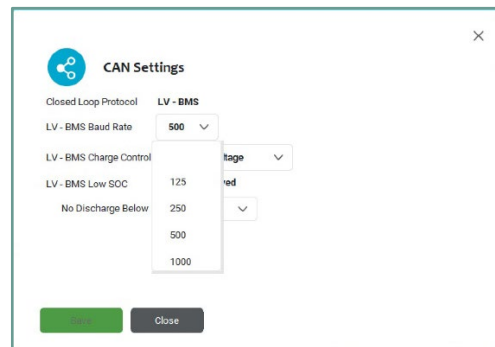 CAN Settings
Closed Loop Protocol LV - BMS
LV - BMS Baud Rate 500
LV - BMS Charge Control ltage
LV - BMS Low SOC 125 ved
No Discharge Below 250
500
1000
Save Close